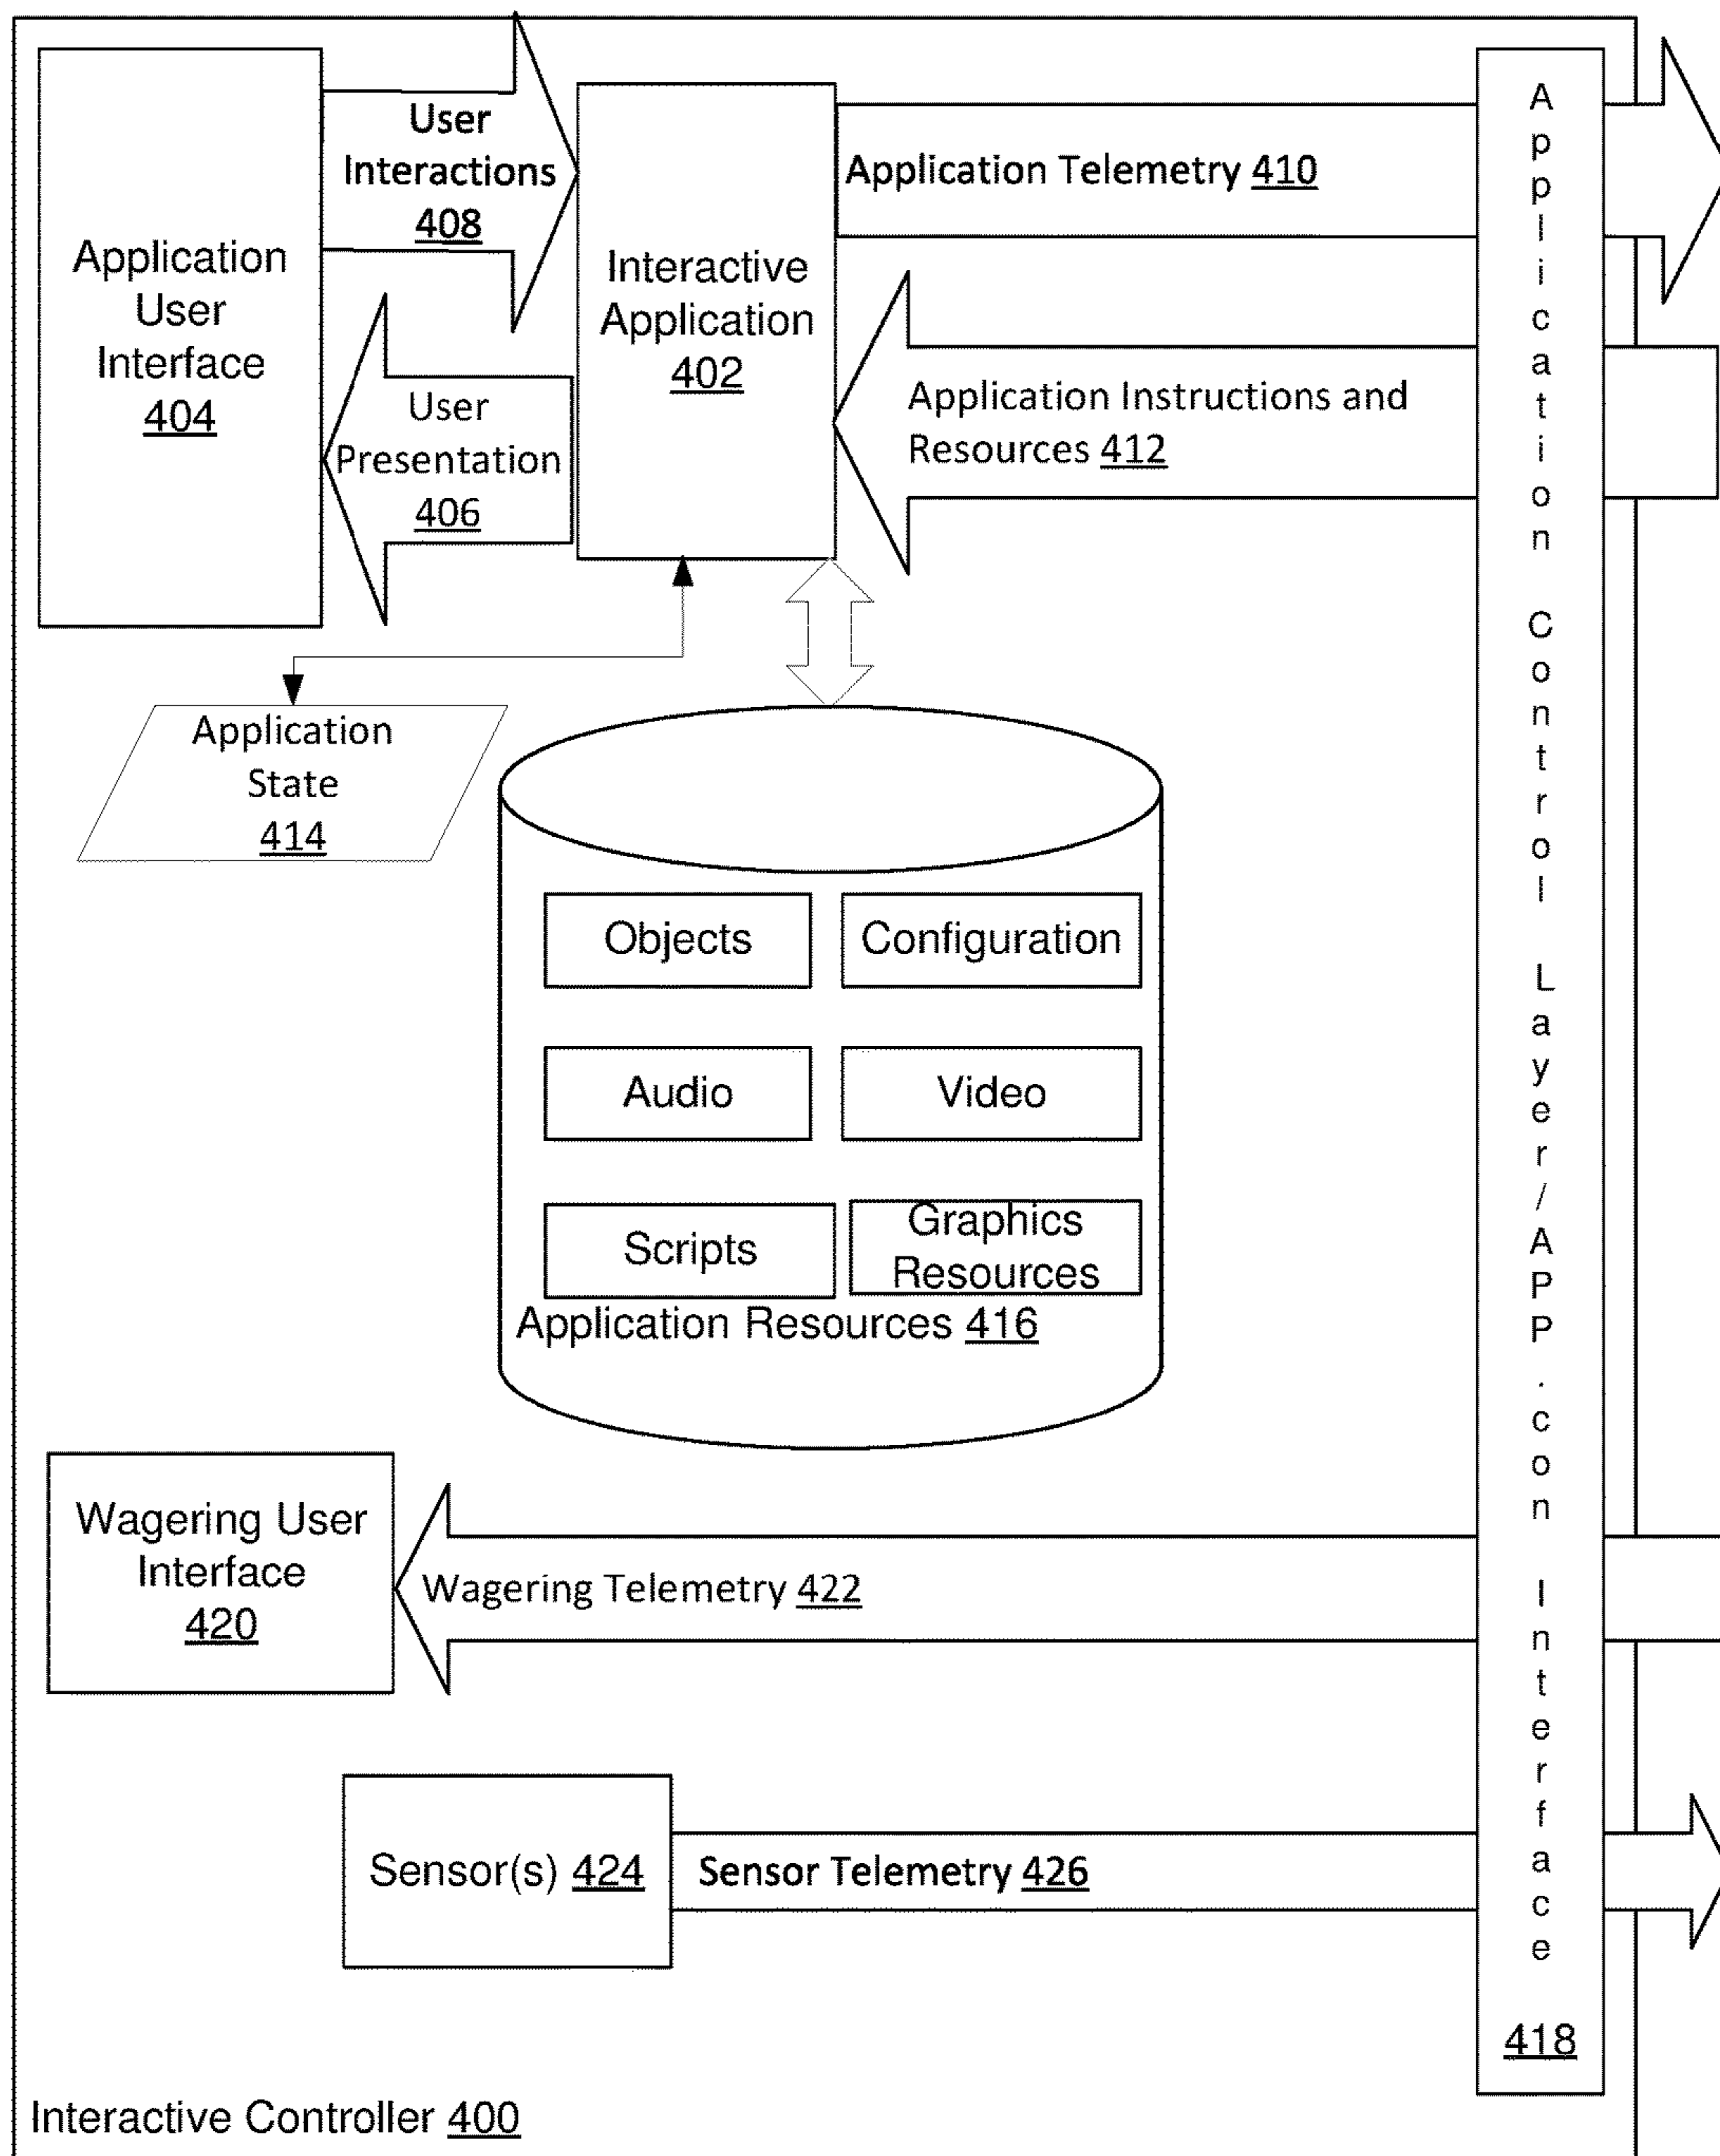 User
Interactions
408
Application
User
Interface
404
User
Presentation
406
Interactive
Application
402
Application Telemetry 410
Application Instructions and
Resources 412
Application
State
414
Objects
Configuration
Audio
Video
Scripts
Graphics
Resources
Application Resources 416
Wagering User
Interface
420
Wagering Telemetry 422
Sensor(s) 424
Sensor Telemetry 426
Application Control Layer/APP.con Interface
418
Interactive Controller 400